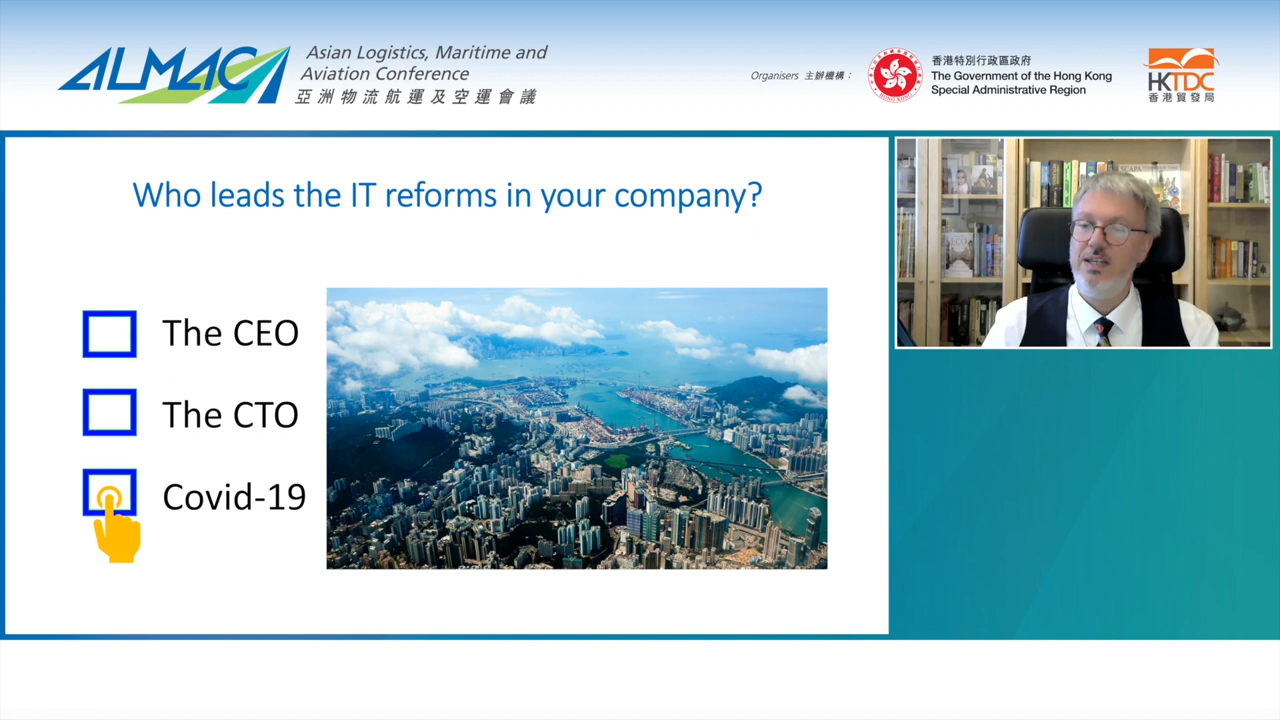 ALMAC
Asian Logistics, Maritime and
Aviation Conference
亞洲物流航運及空運會議
Organisers 主辦機構：
香港特別行政區政府
The Government of the Hong Kong
Special Administrative Region
HKTDC
香港貿發局
Who leads the IT reforms in your company?
The CEO
The CTO
Covid-19